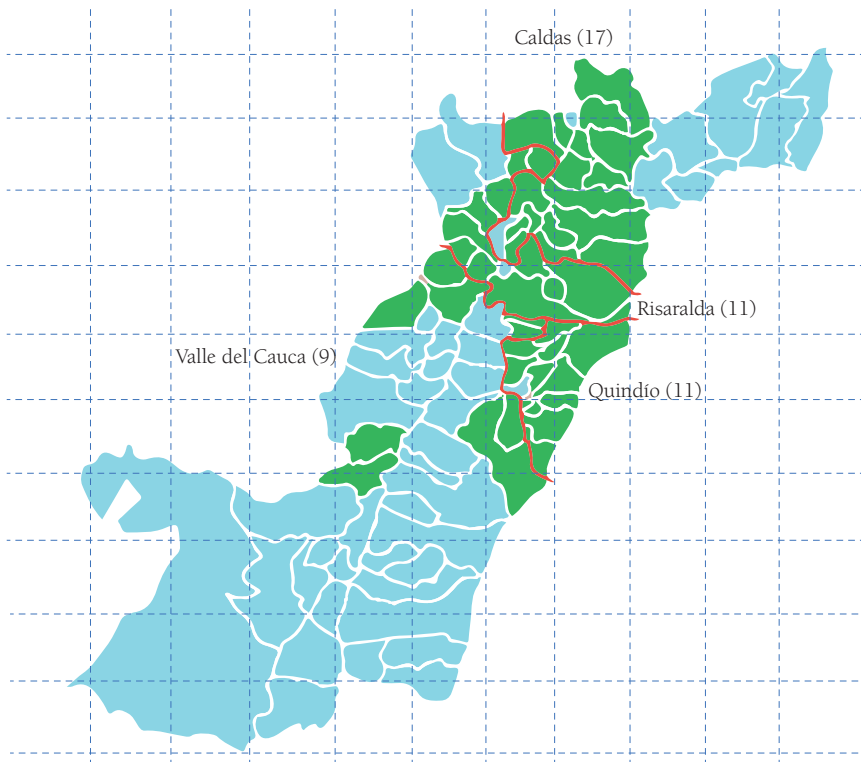 Caldas (17)
Risaralda (11)
Valle del Cauca (9)
Quindío (11)